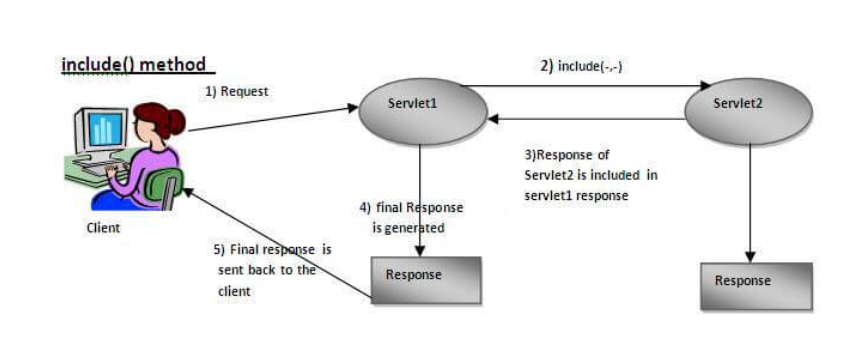 include() method
1) Request
2) include(-,-)
Servlet1
Servlet2
3)Response of
Servlet2 is included in
servlet1 response
4) final Response
is generated
Client
5) Final response is
sent back to the
client
Response
Response